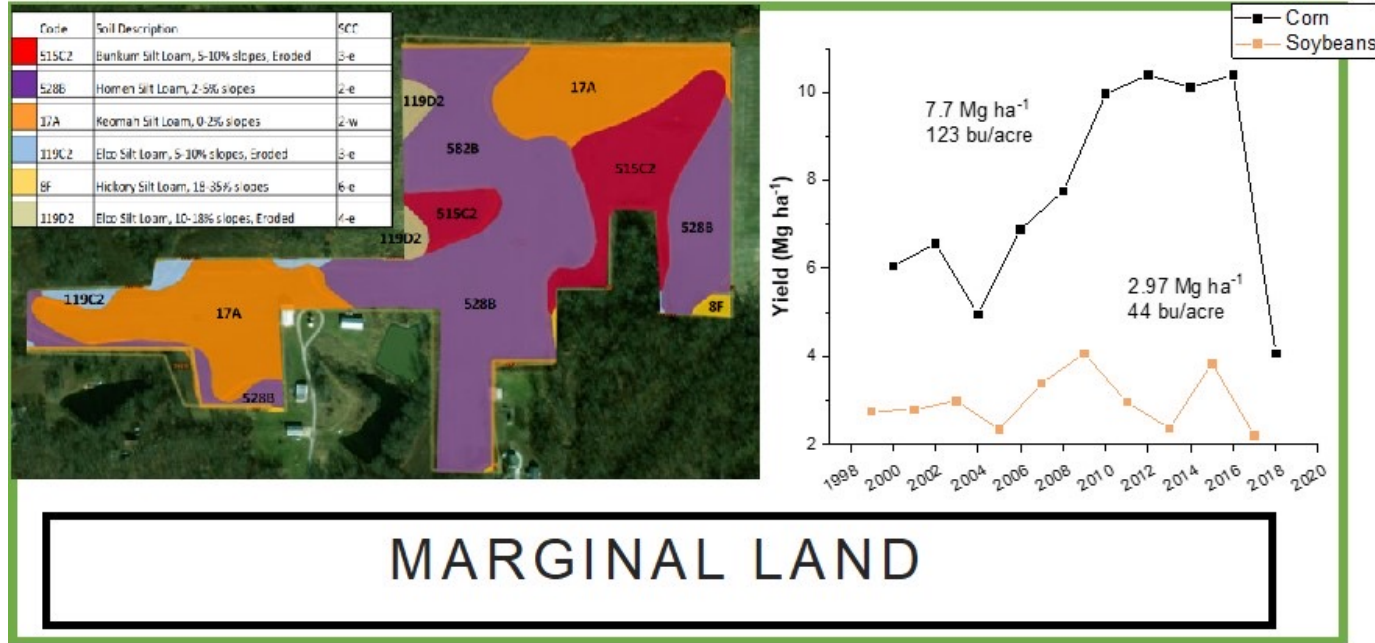 Code Soil Description SCC
515C2 Bunkum Silt Loam, 5-10% slopes, Eroded 3-e
528B Homen Silt Loam, 2-5% slopes 2-e
17A Keomah Silt Loam, 0-2% slopes 2-w
119C2 Elco Silt Loam, 5-10% slopes, Eroded 3-e
8F Hickory Silt Loam, 18-35% slopes 6-e
119D2 Elco Silt Loam, 10-18% slopes, Eroded 4-e
17A
119D2
582B
515C2
515C2
119D2
528B
119C2
528B
17A
8F
528B
Corn
Soybeans
7.7 Mg ha⁻¹
123 bu/acre
2.97 Mg ha⁻¹
44 bu/acre
Yield (Mg ha⁻¹)
10
8
6
4
2
1998 2000 2002 2004 2006 2008 2010 2012 2014 2016 2018 2020
MARGINAL LAND